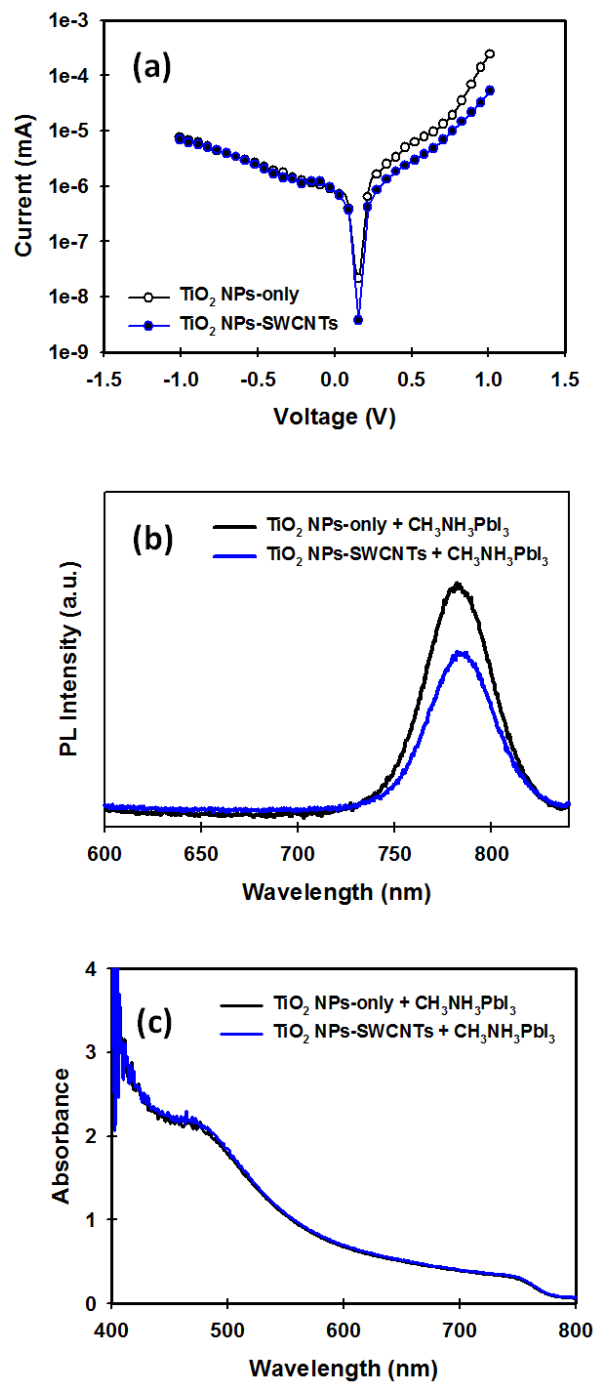 1e-3
(a)
1e-4
1e-5
1e-6
1e-7
1e-8
1e-9
Current (mA)
TiO2 NPs-only
TiO2 NPs-SWCNTs
-1.5 -1.0 -0.5 0.0 0.5 1.0 1.5
Voltage (V)
(b)
TiO2 NPs-only + CH3NH3PbI3
TiO2 NPs-SWCNTs + CH3NH3PbI3
PL Intensity (a.u.)
600 650 700 750 800
Wavelength (nm)
4
(c)
TiO2 NPs-only + CH3NH3PbI3
TiO2 NPs-SWCNTs + CH3NH3PbI3
3
2
1
0
Absorbance
400 500 600 700 800
Wavelength (nm)